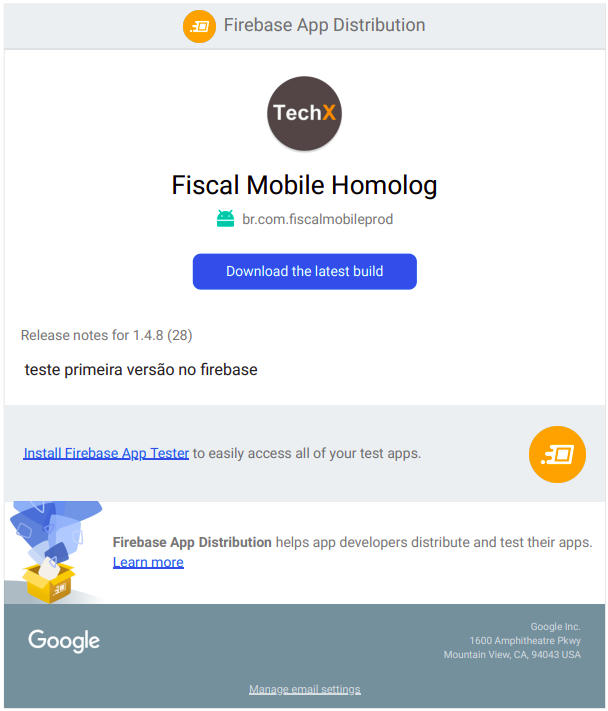 Firebase App Distribution
TechX
Fiscal Mobile Homolog
br.com.fiscalmobileprod
Download the latest build
Release notes for 1.4.8 (28)
teste primeira versão no firebase
Install Firebase App Tester to easily access all of your test apps.
Firebase App Distribution helps app developers distribute and test their apps.
Learn more
Google
Google Inc.
1600 Amphitheatre Pkwy
Mountain View, CA, 94043 USA
Manage email settings